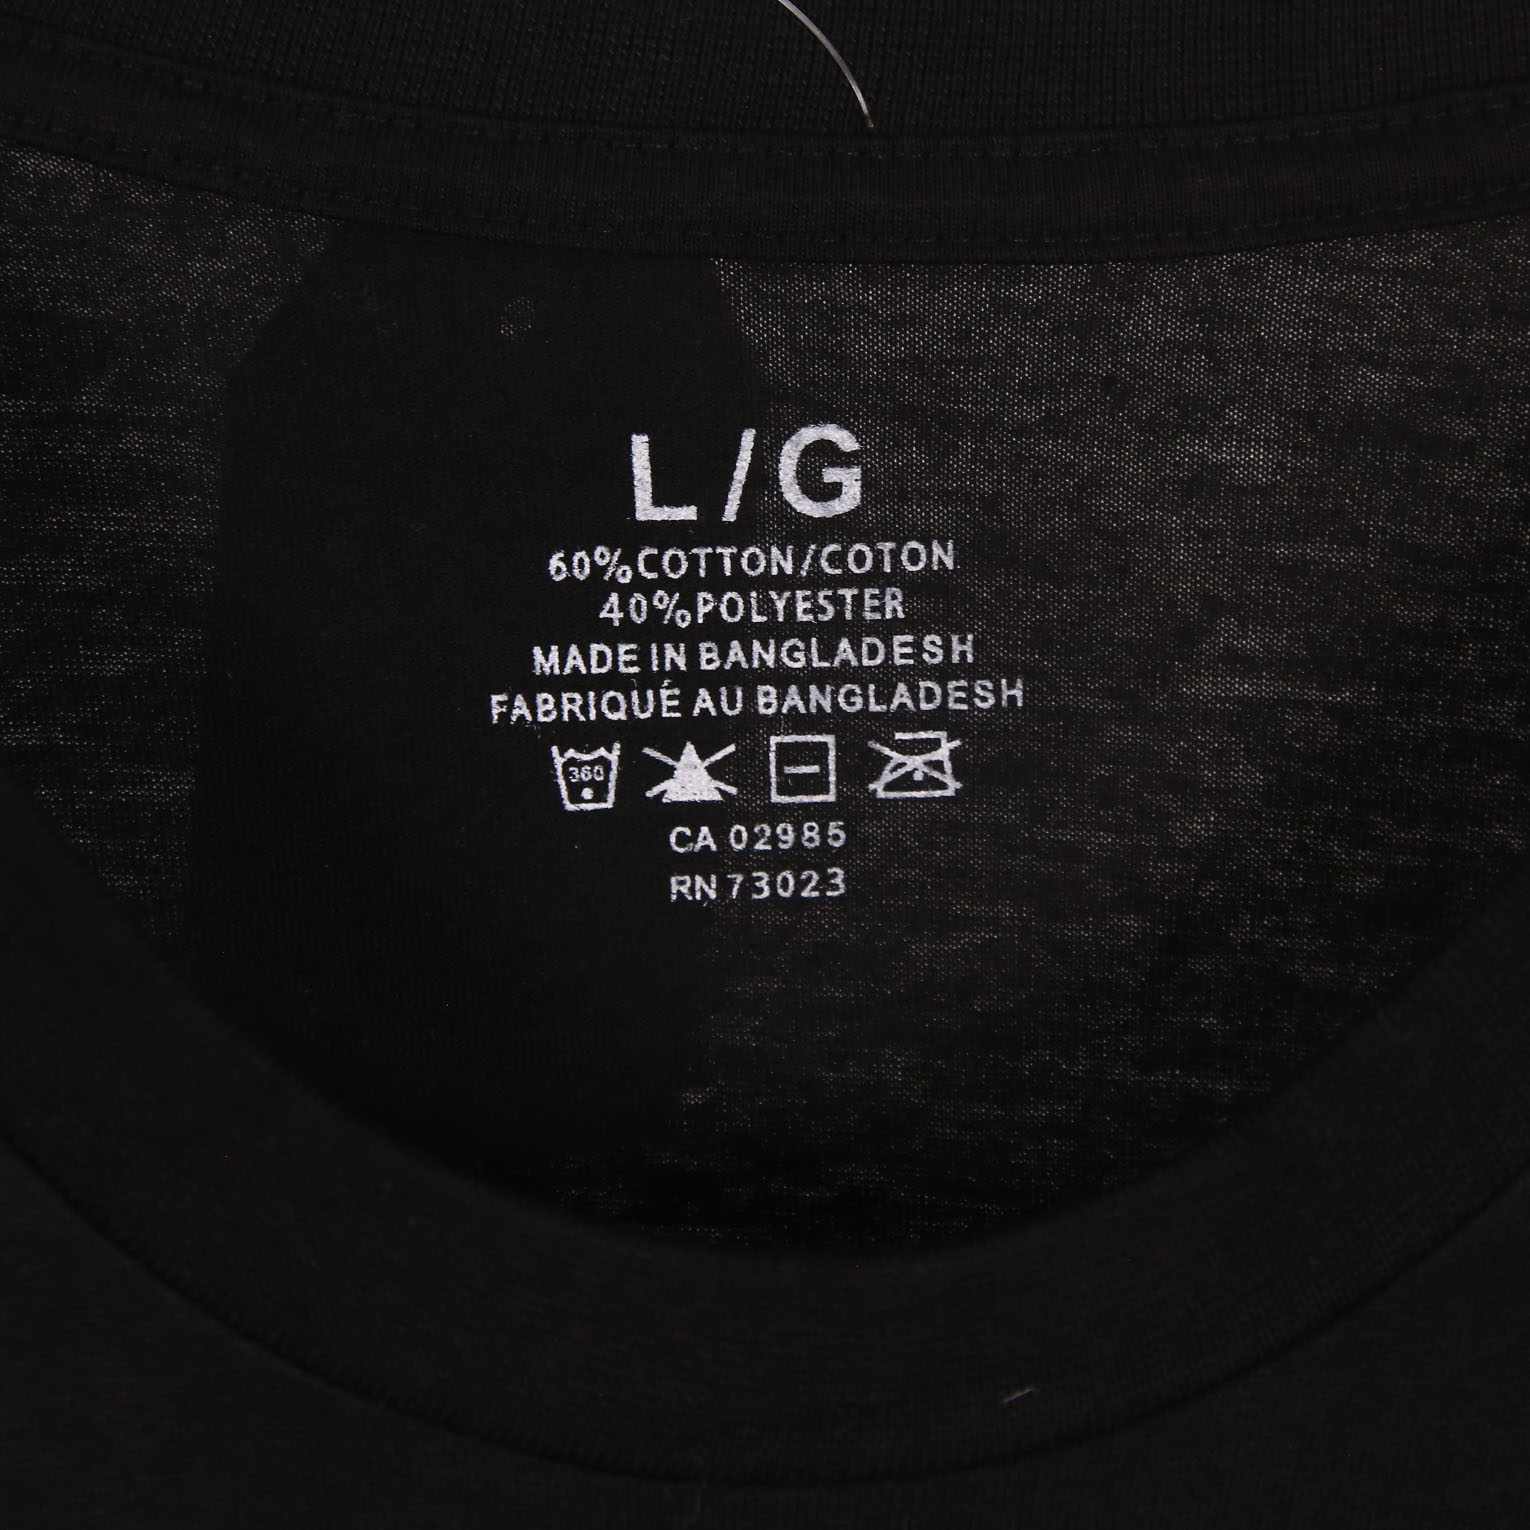 L/G
60%COTTON/COTON
40%POLYESTER
MADE IN BANGLADESH
FABRIQUÉ AU BANGLADESH
360
CA 02985
RN 73023